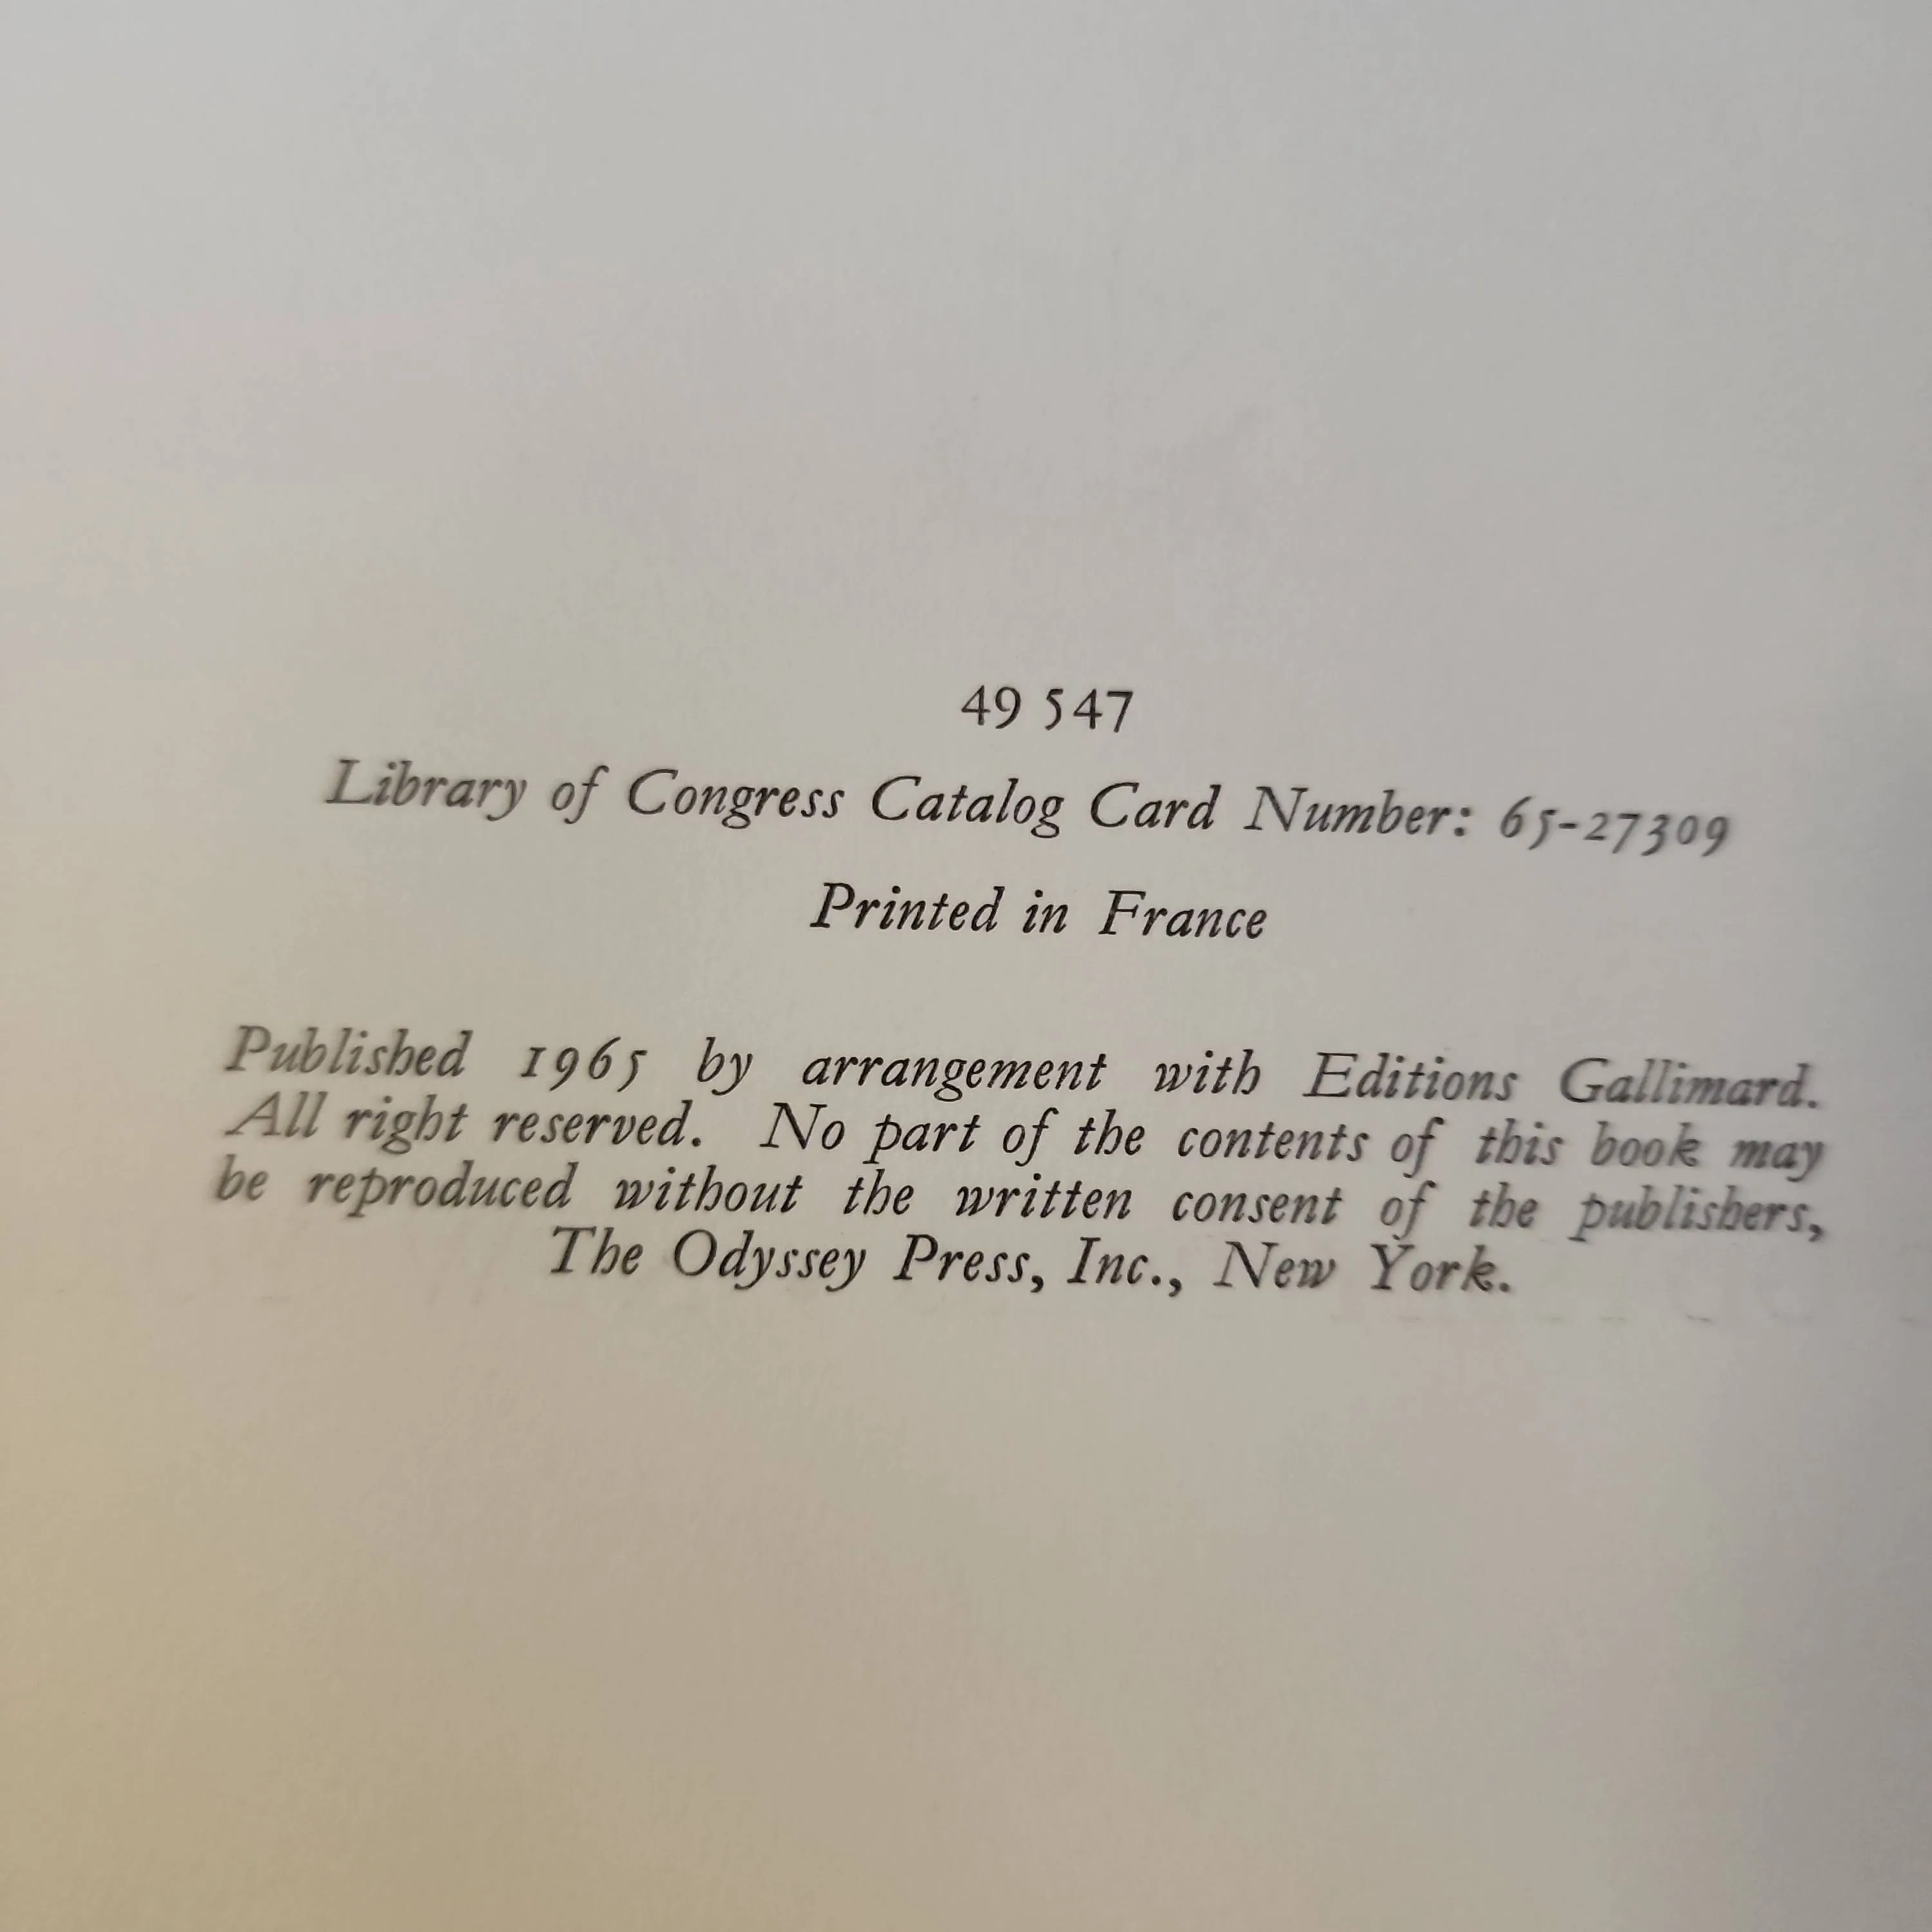 49 547
Library of Congress Catalog Card Number: 65-27309
Printed in France
Published 1965 by arrangement with Editions Gallimard.
All right reserved. No part of the contents of this book may
be reproduced without the written consent of the publishers,
The Odyssey Press, Inc., New York.